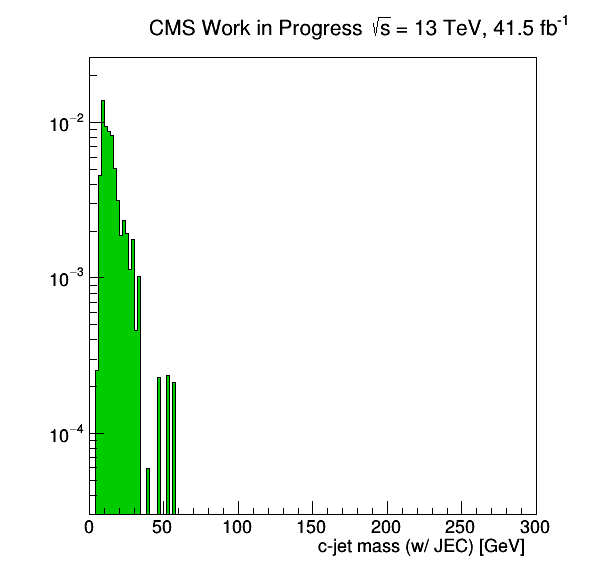 CMS Work in Progress √s = 13 TeV, 41.5 fb⁻¹
10⁻²
10⁻³
10⁻⁴
0 50 100 150 200 250 300
c-jet mass (w/ JEC) [GeV]